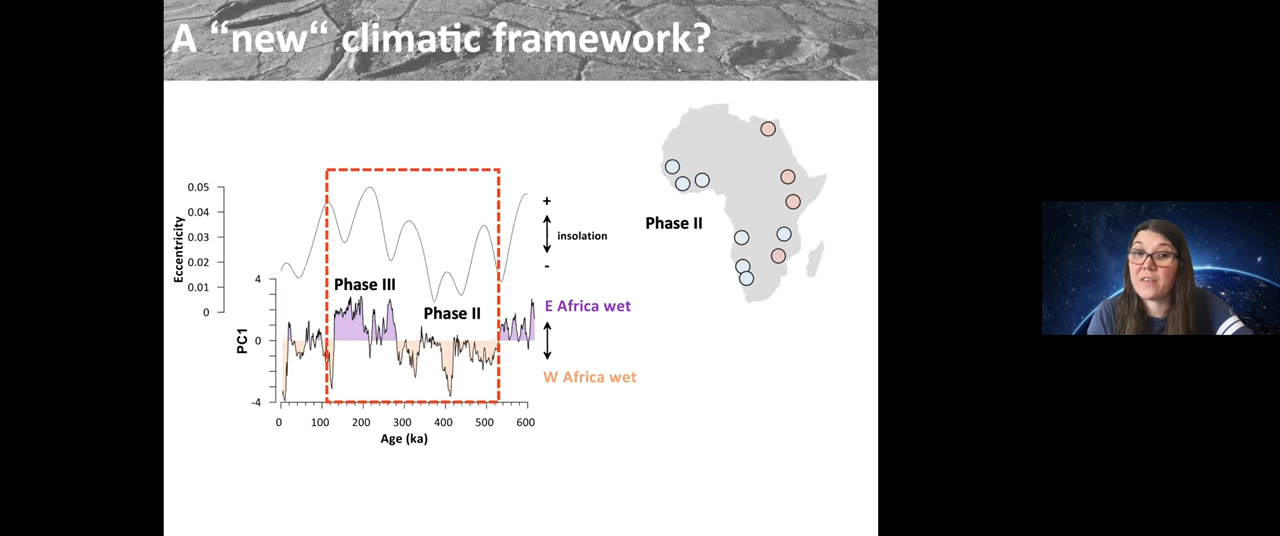 A “new“ climatic framework?
0.05
0.04
0.03
0.02
0.01
0
Eccentricity
+
insolation
-
Phase II
4
0
-4
PC1
Phase III
Phase II
E Africa wet
W Africa wet
0 100 200 300 400 500 600
Age (ka)